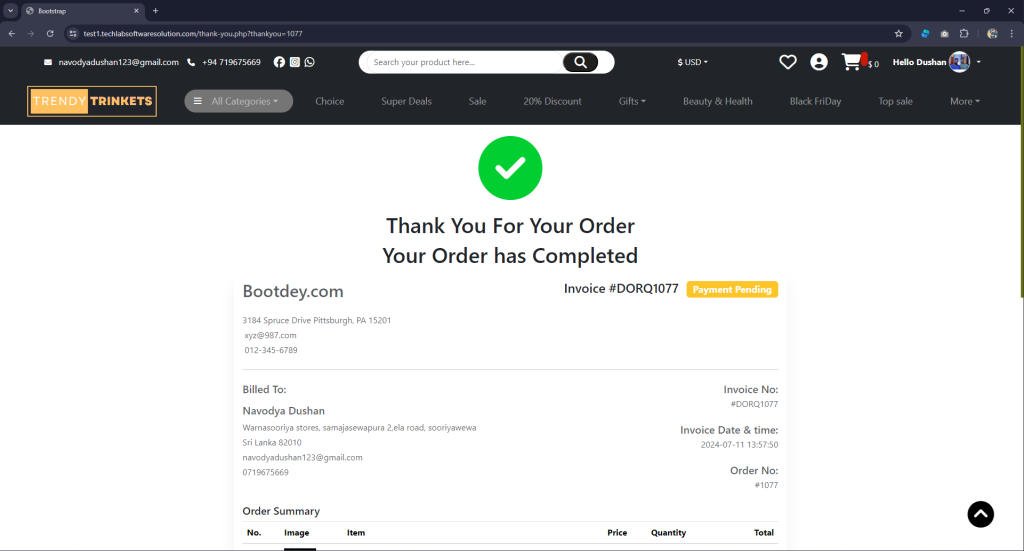 Bootstrap
test1.techlabsoftwaresolution.com/thank-you.php?thankyou=1077
navodyadushan123@gmail.com +94 719675669 Search your product here... $ USD $ 0 Hello Dushan
TRENDY TRINKETS All Categories Choice Super Deals Sale 20% Discount Gifts Beauty & Health Black FriDay Top sale More
Thank You For Your Order
Your Order has Completed
Bootdey.com Invoice #DORQ1077 Payment Pending
3184 Spruce Drive Pittsburgh, PA 15201
xyz@987.com
012-345-6789
Billed To: Invoice No:
#DORQ1077
Navodya Dushan
Warnasooriya stores, samajasewapura 2,ela road, sooriyawewa Invoice Date & time:
Sri Lanka 82010 2024-07-11 13:57:50
navodyadushan123@gmail.com
0719675669 Order No:
#1077
Order Summary
No. Image Item Price Quantity Total